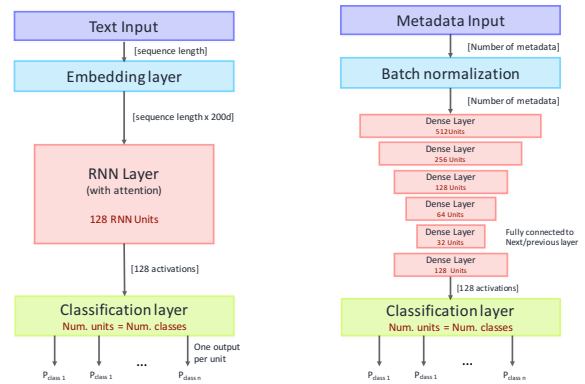 Text Input
[sequence length]
Embedding layer
[sequence length x 200d]
RNN Layer
(with attention)
128 RNN Units
[128 activations]
Classification layer
Num. units = Num. classes
One output
per unit
P class 1
P class 1
...
P class n
Metadata Input
[Number of metadata]
Batch normalization
[Number of metadata]
Dense Layer
512 Units
Dense Layer
256 Units
Dense Layer
128 Units
Dense Layer
64 Units
Dense Layer
32 Units
Fully connected to
Next/previous layer
Dense Layer
128 Units
[128 activations]
Classification layer
Num. units = Num. classes
P class 1
P class 1
...
P class n